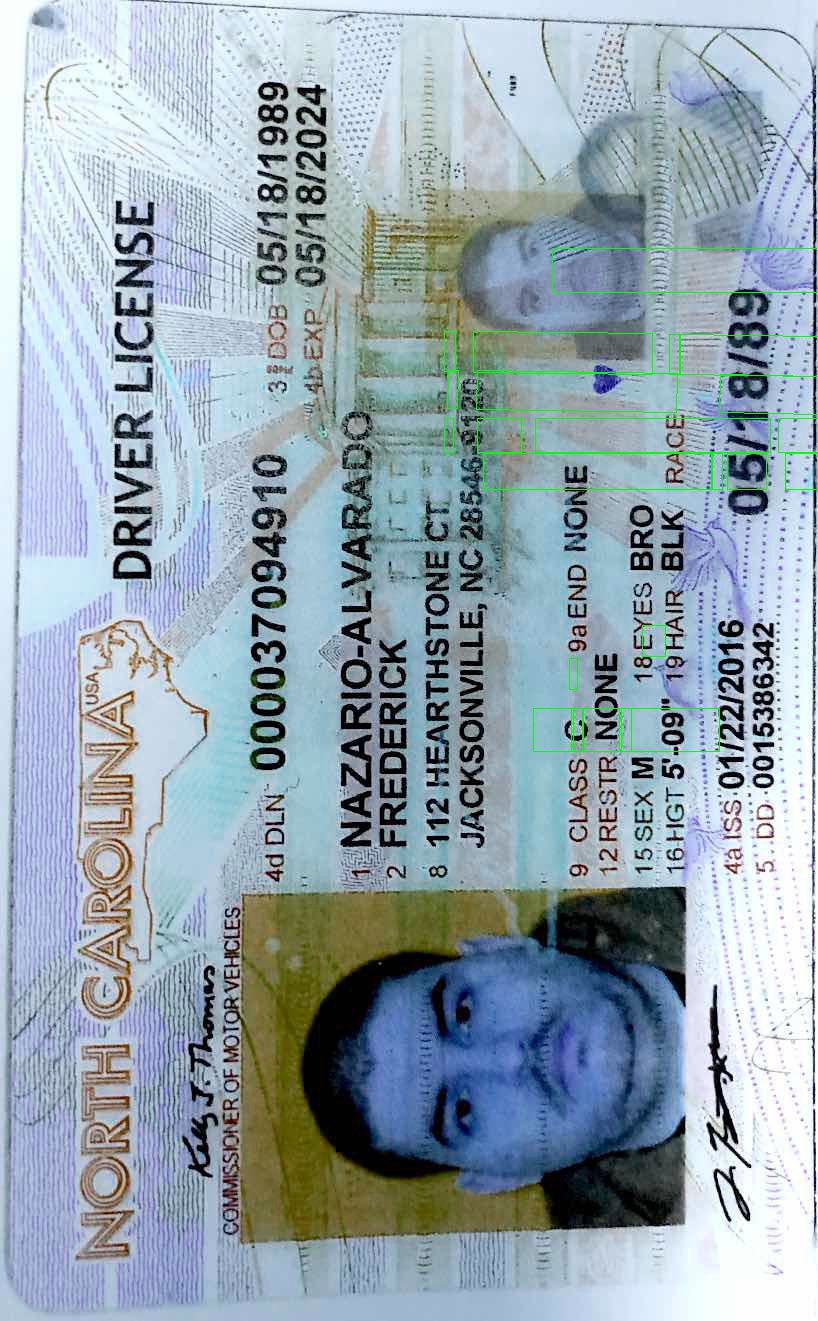 NORTH CAROLINA
USA
DRIVER LICENSE
Kelly J. Thomas
COMMISSIONER OF MOTOR VEHICLES
4d DLN 000037094910 3 DOB 05/18/1989
4b EXP 05/18/2024
1 NAZARIO-ALVARADO
2 FREDERICK
8 112 HEARTHSTONE CT
JACKSONVILLE, NC 28546-9120
9 CLASS C 9a END NONE
12 RESTR NONE
15 SEX M 18 EYES BRO
16 HGT 5'-09" 19 HAIR BLK RACE
4a ISS 01/22/2016 05/18/89
5 DD 0015386342